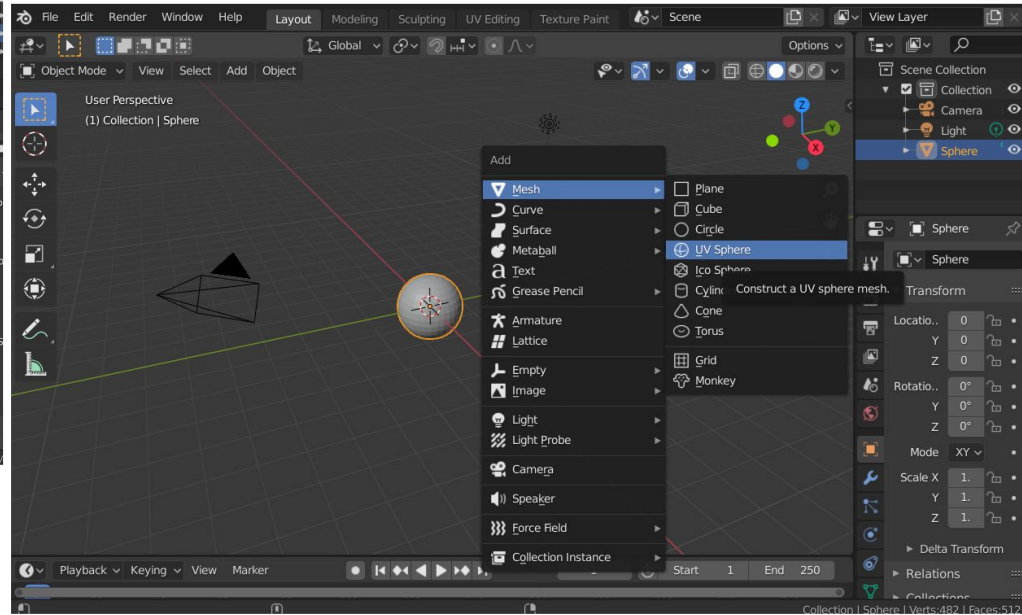 File Edit Render Window Help Layout Modeling Sculpting UV Editing Texture Paint Scene View Layer
Global Options
Object Mode View Select Add Object
User Perspective
(1) Collection | Sphere
Z
Y
X
Add
Mesh
Curve
Surface
Metaball
Text
Grease Pencil
Armature
Lattice
Empty
Image
Light
Light Probe
Camera
Speaker
Force Field
Collection Instance
Plane
Cube
Circle
UV Sphere
Ico Sphere
Construct a UV sphere mesh.
Cone
Torus
Grid
Monkey
Scene Collection
Collection
Camera
Light
Sphere
Sphere
Sphere
Transform
Locatio.. 0
Y 0
Z 0
Rotatio.. 0°
Y 0°
Z 0°
Mode XY
Scale X 1.
Y 1.
Z 1.
Delta Transform
Relations
Collections
Playback Keying View Marker Start 1 End 250
Collection | Sphere | Verts:482 | Faces:512